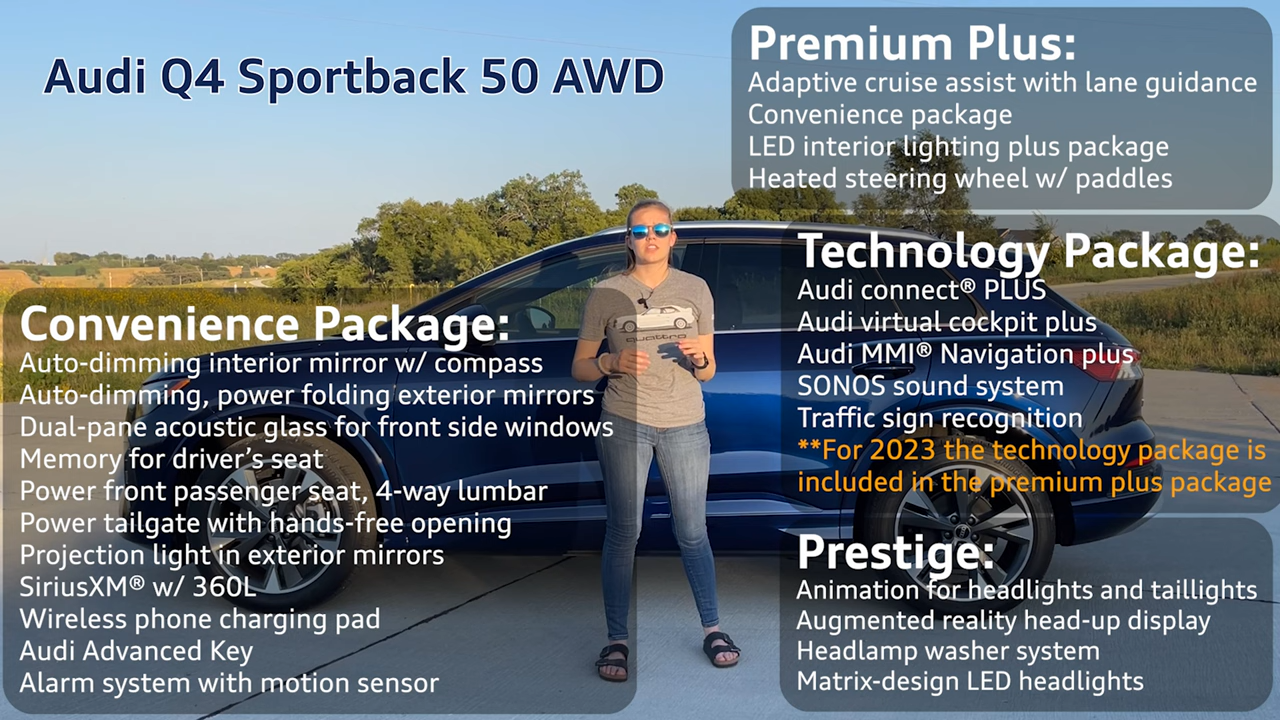 Audi Q4 Sportback 50 AWD
Premium Plus:
Adaptive cruise assist with lane guidance
Convenience package
LED interior lighting plus package
Heated steering wheel w/ paddles
Technology Package:
Audi connect® PLUS
Audi virtual cockpit plus
Audi MMI® Navigation plus
SONOS sound system
Traffic sign recognition
**For 2023 the technology package is
included in the premium plus package
Convenience Package:
Auto-dimming interior mirror w/ compass
Auto-dimming, power folding exterior mirrors
Dual-pane acoustic glass for front side windows
Memory for driver's seat
Power front passenger seat, 4-way lumbar
Power tailgate with hands-free opening
Projection light in exterior mirrors
SiriusXM® w/ 360L
Wireless phone charging pad
Audi Advanced Key
Alarm system with motion sensor
Prestige:
Animation for headlights and taillights
Augmented reality head-up display
Headlamp washer system
Matrix-design LED headlights
quattro